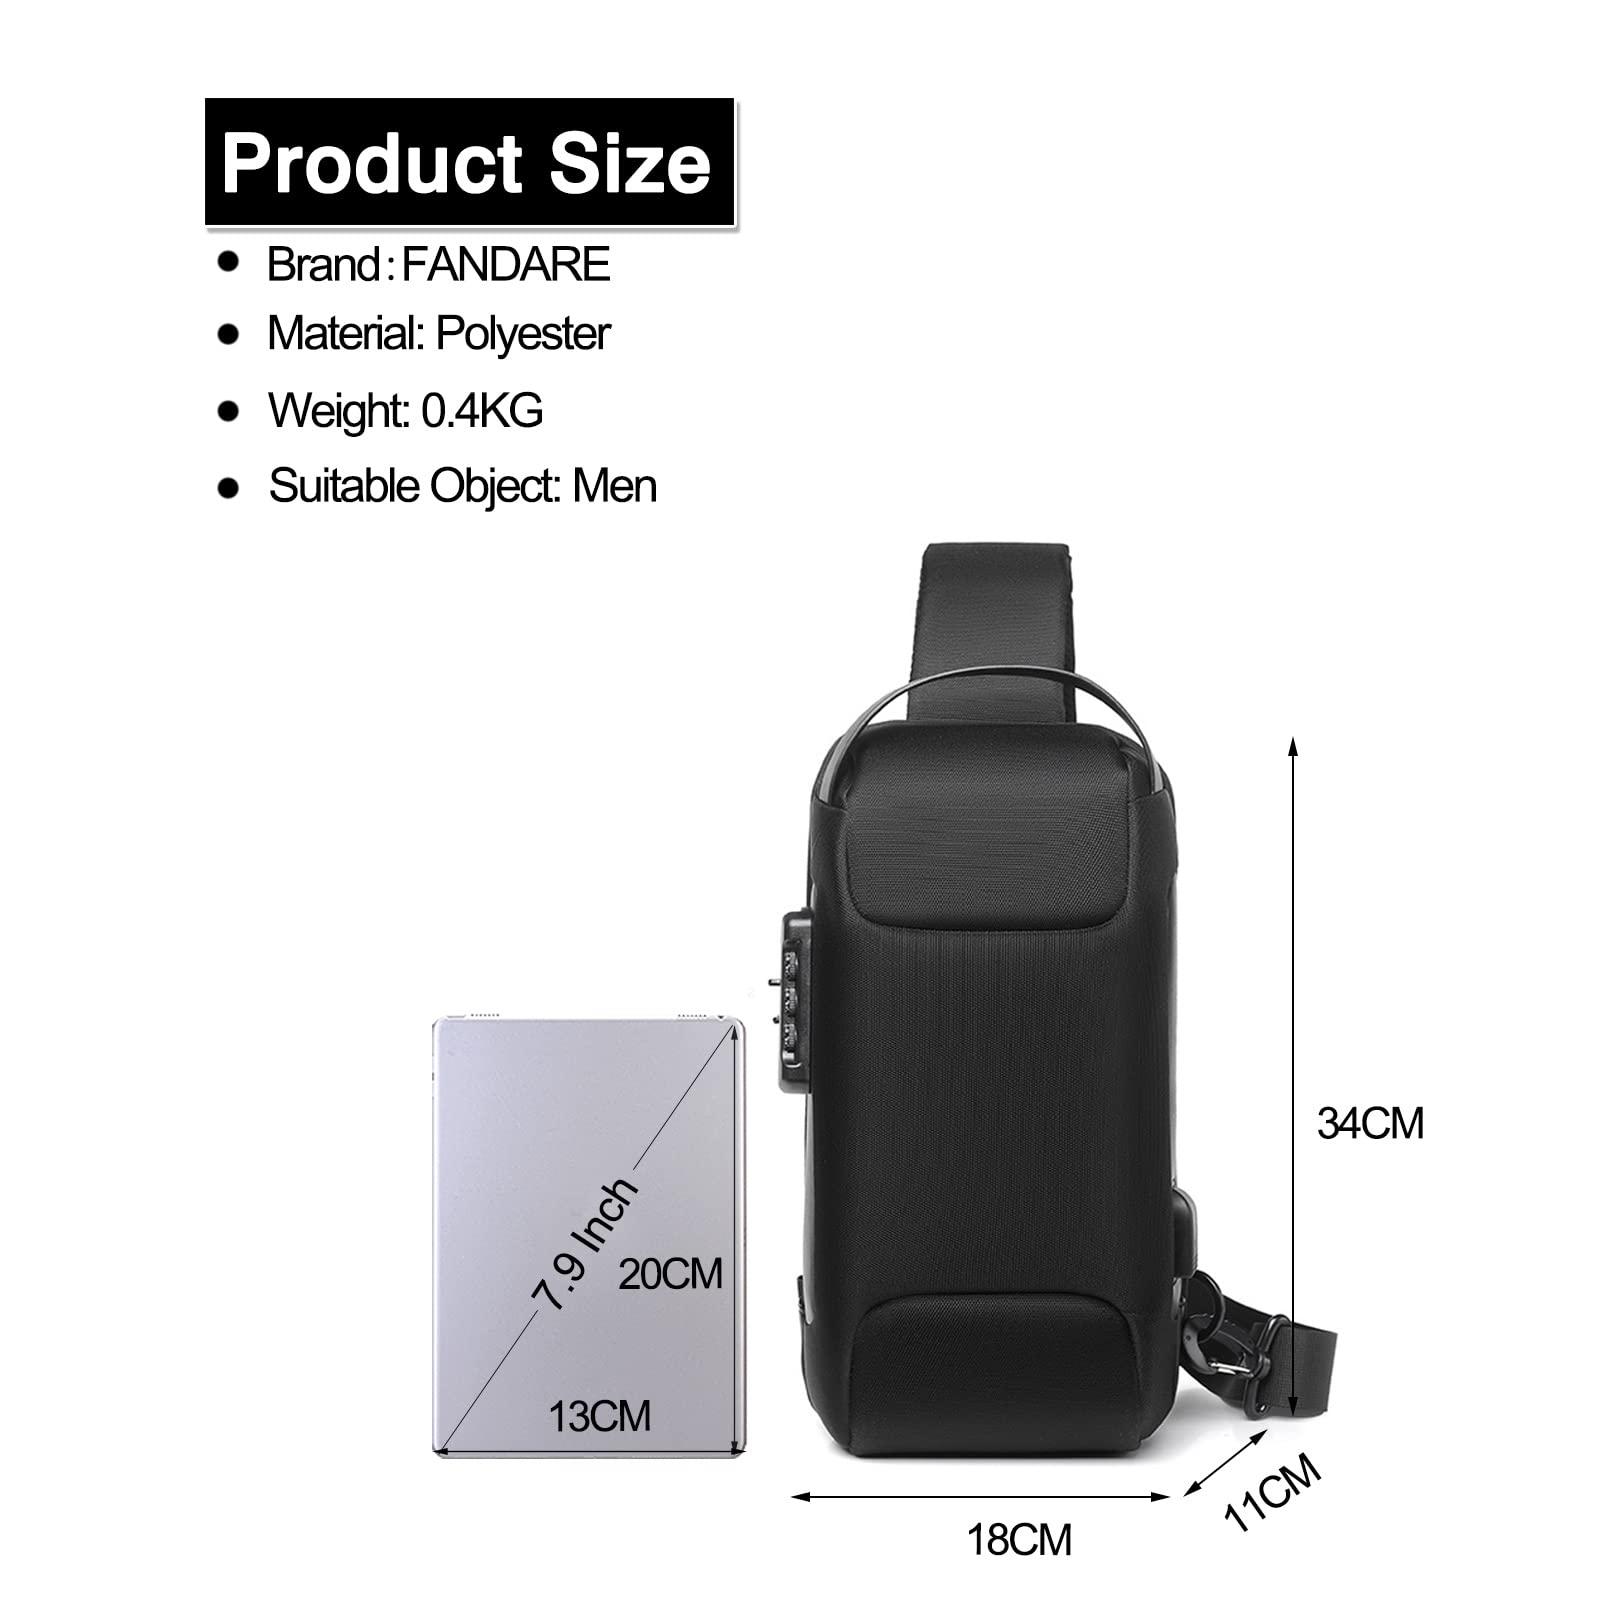 Product Size
Brand:FANDARE
Material: Polyester
Weight: 0.4KG
Suitable Object: Men
34CM
7.9 Inch
20CM
13CM
11CM
18CM